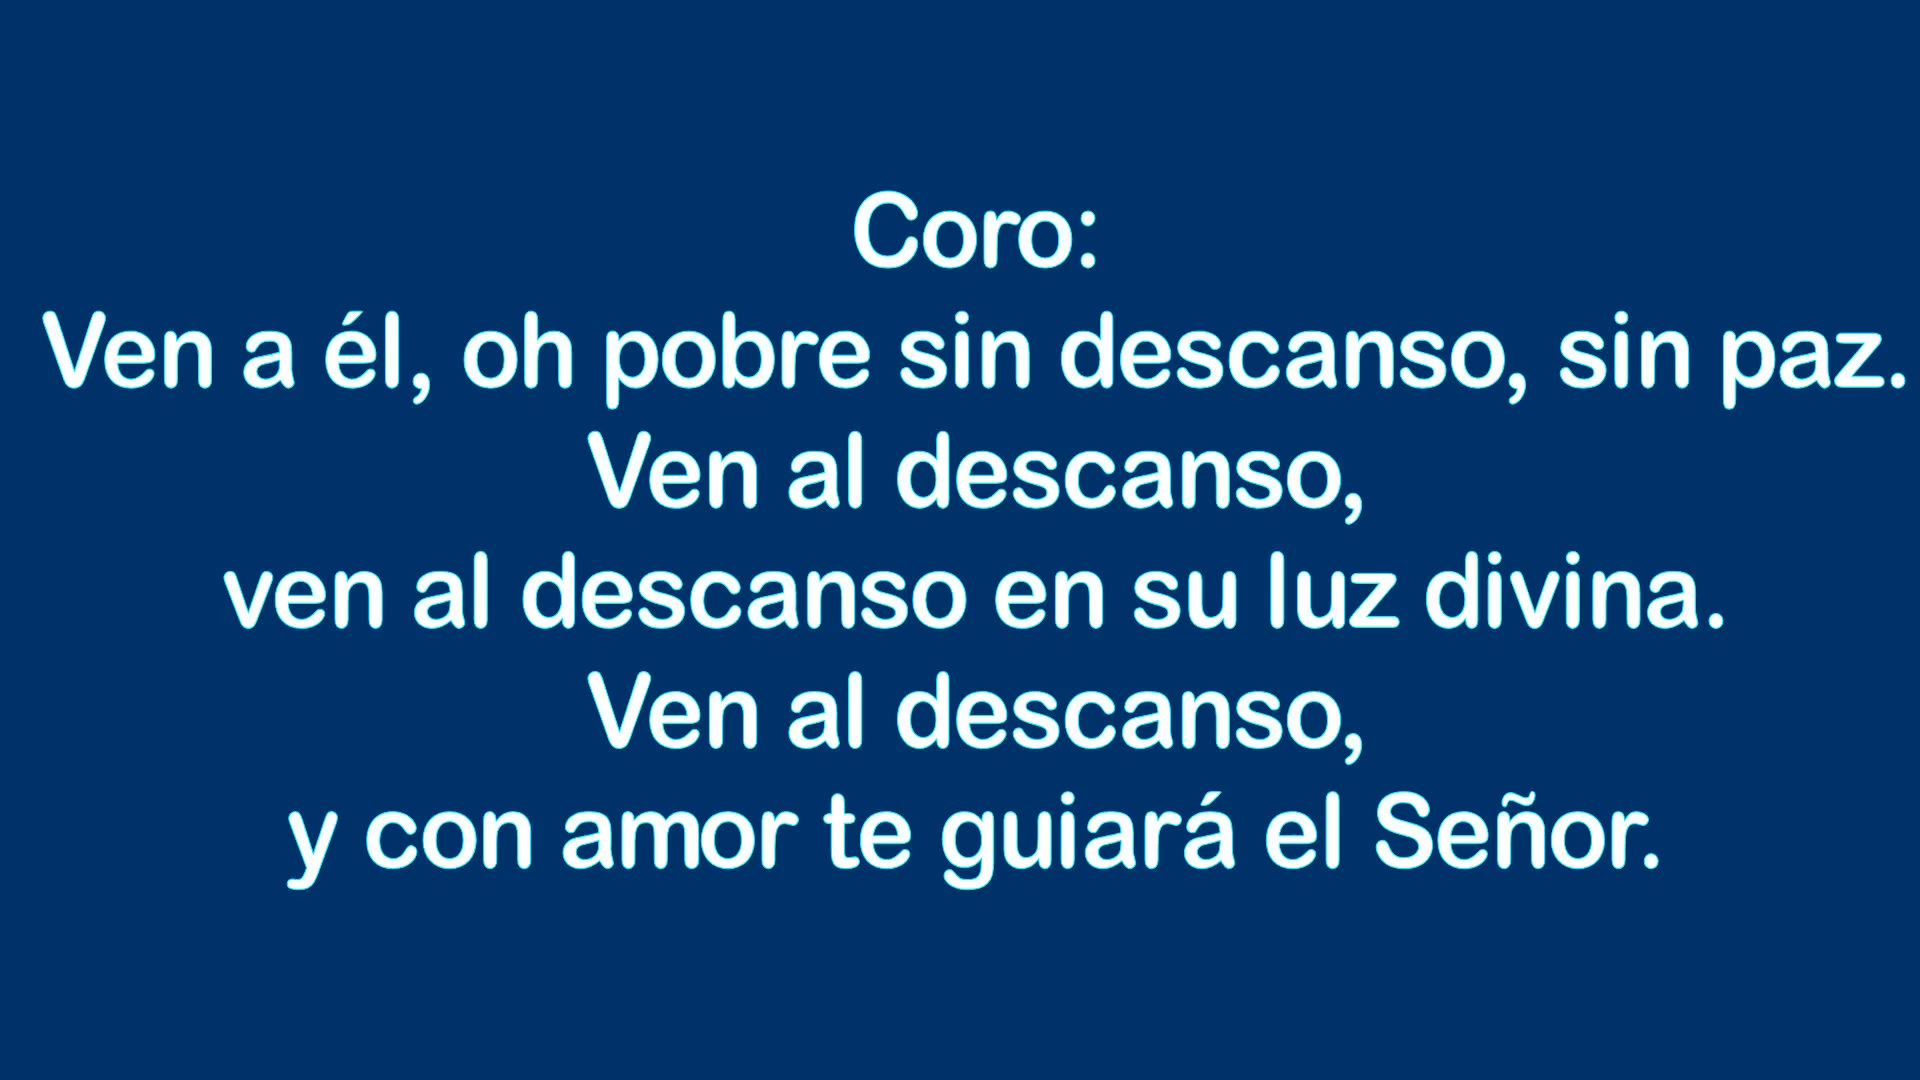 Coro:
Ven a él, oh pobre sin descanso, sin paz.
Ven al descanso,
ven al descanso en su luz divina.
Ven al descanso,
y con amor te guiará el Señor.